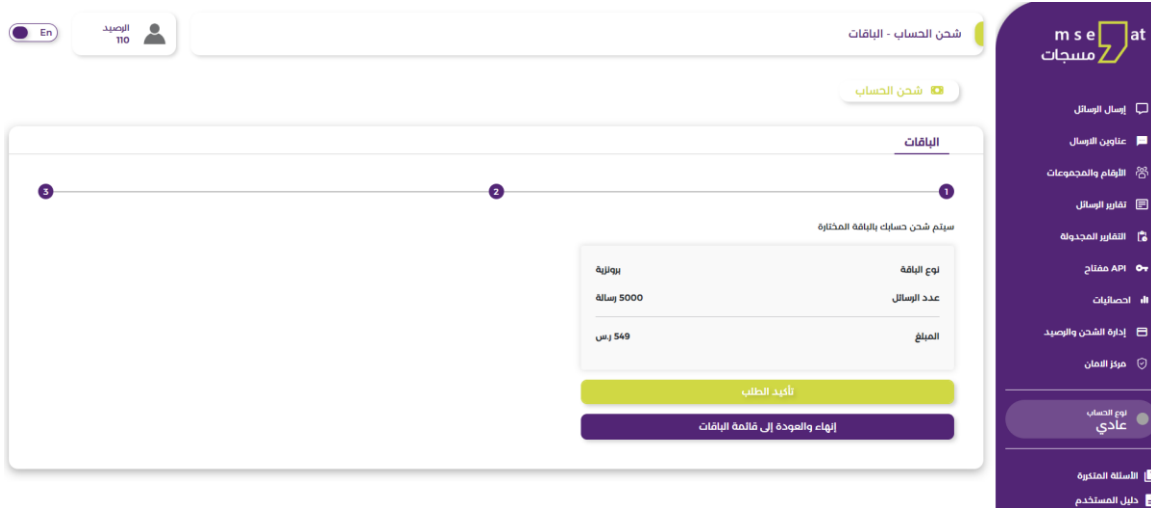 msegat
مسجات
شحن الحساب - الباقات
الرصيد
110
En
شحن الحساب
إرسال الرسائل
عناوين الارسال
الأرقام والمجموعات
تقارير الرسائل
التقارير المجدولة
مفتاح API
احصائيات
إدارة الشحن والرصيد
مركز الامان
نوع الحساب
عادي
الأسئلة المتكررة
دليل المستخدم
الباقات
1 2 3
سيتم شحن حسابك بالباقة المختارة
نوع الباقة برونزية
عدد الرسائل 5000 رسالة
المبلغ 549 ر.س
تأكيد الطلب
إنهاء والعودة إلى قائمة الباقات